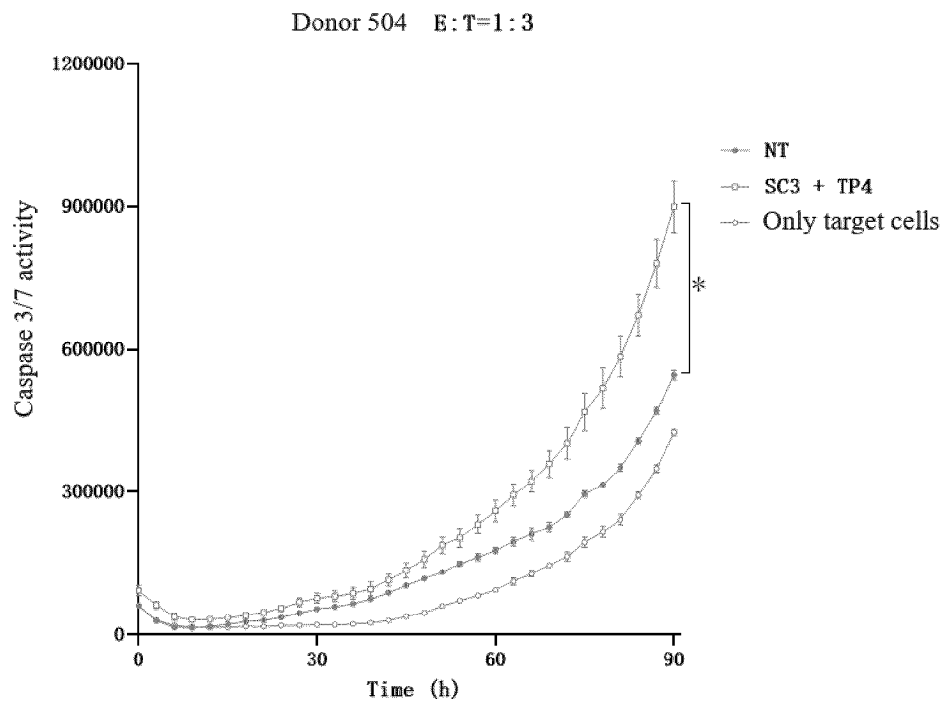 Donor 504 E:T=1:3
1200000
900000
600000
300000
0
Caspase 3/7 activity
0 30 60 90
Time (h)
NT
SC3 + TP4
Only target cells
*